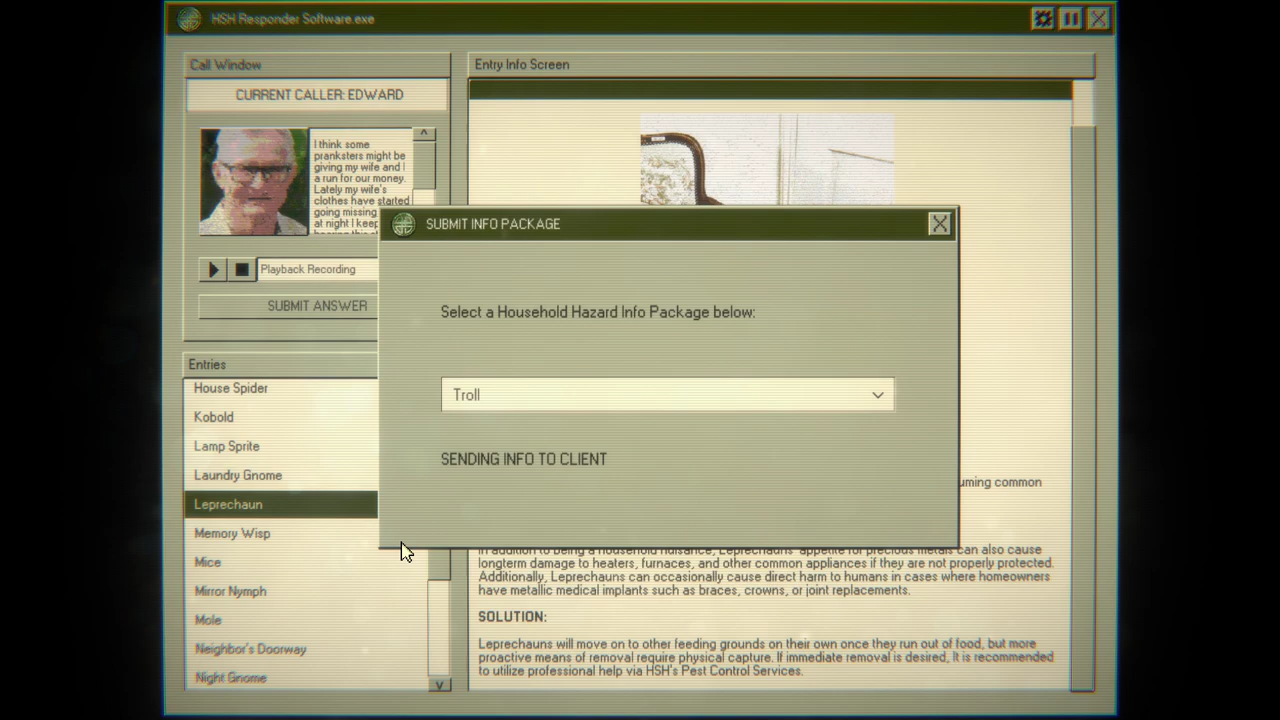 HSH Responder Software.exe
Call Window
CURRENT CALLER: EDWARD
I think some
pranksters might be
giving my wife and I
a run for our money.
Lately my wife's
clothes have started
going missing
at night I keep
Playback Recording
SUBMIT ANSWER
Entries
House Spider
Kobold
Lamp Sprite
Laundry Gnome
Leprechaun
Memory Wisp
Mice
Mirror Nymph
Mole
Neighbor's Doorway
Night Gnome
Entry Info Screen
SUBMIT INFO PACKAGE
Select a Household Hazard Info Package below:
Troll
SENDING INFO TO CLIENT
uming common
In addition to being a household nuisance, Leprechauns' appetite for precious metals can also cause
longterm damage to heaters, furnaces, and other common appliances if they are not properly protected.
Additionally, Leprechauns can occasionally cause direct harm to humans in cases where homeowners
have metallic medical implants such as braces, crowns, or joint replacements.
SOLUTION:
Leprechauns will move on to other feeding grounds on their own once they run out of food, but more
proactive means of removal require physical capture. If immediate removal is desired, It is recommended
to utilize professional help via HSH's Pest Control Services.